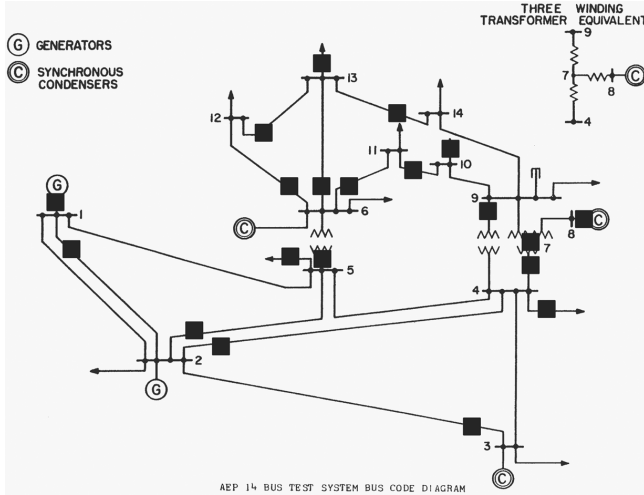 THREE WINDING
TRANSFORMER EQUIVALENT
9
7
C
8
4
G GENERATORS
C SYNCHRONOUS
CONDENSERS
13
14
12
11
10
9
6
C
G
1
8
C
7
5
4
2
G
3
C
AEP 14 BUS TEST SYSTEM BUS CODE DIAGRAM